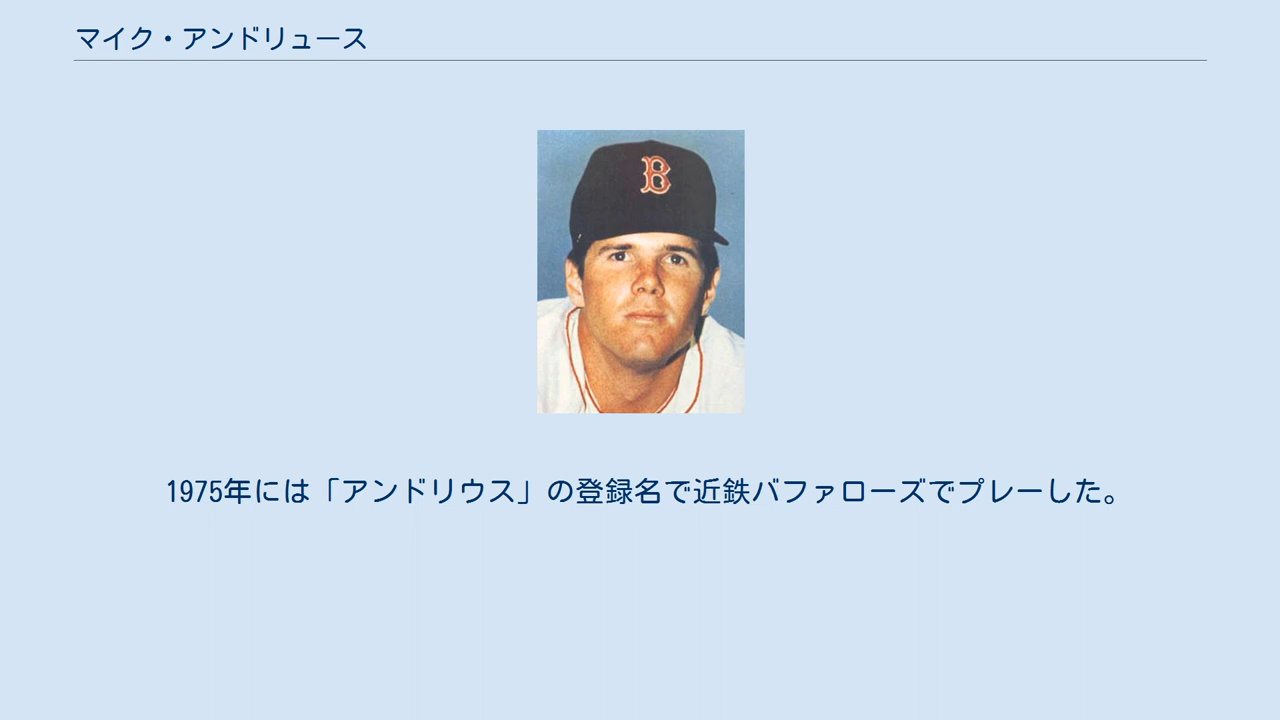 マイク・アンドリュース
B
1975年には「アンドリウス」の登録名で近鉄バファローズでプレーした。